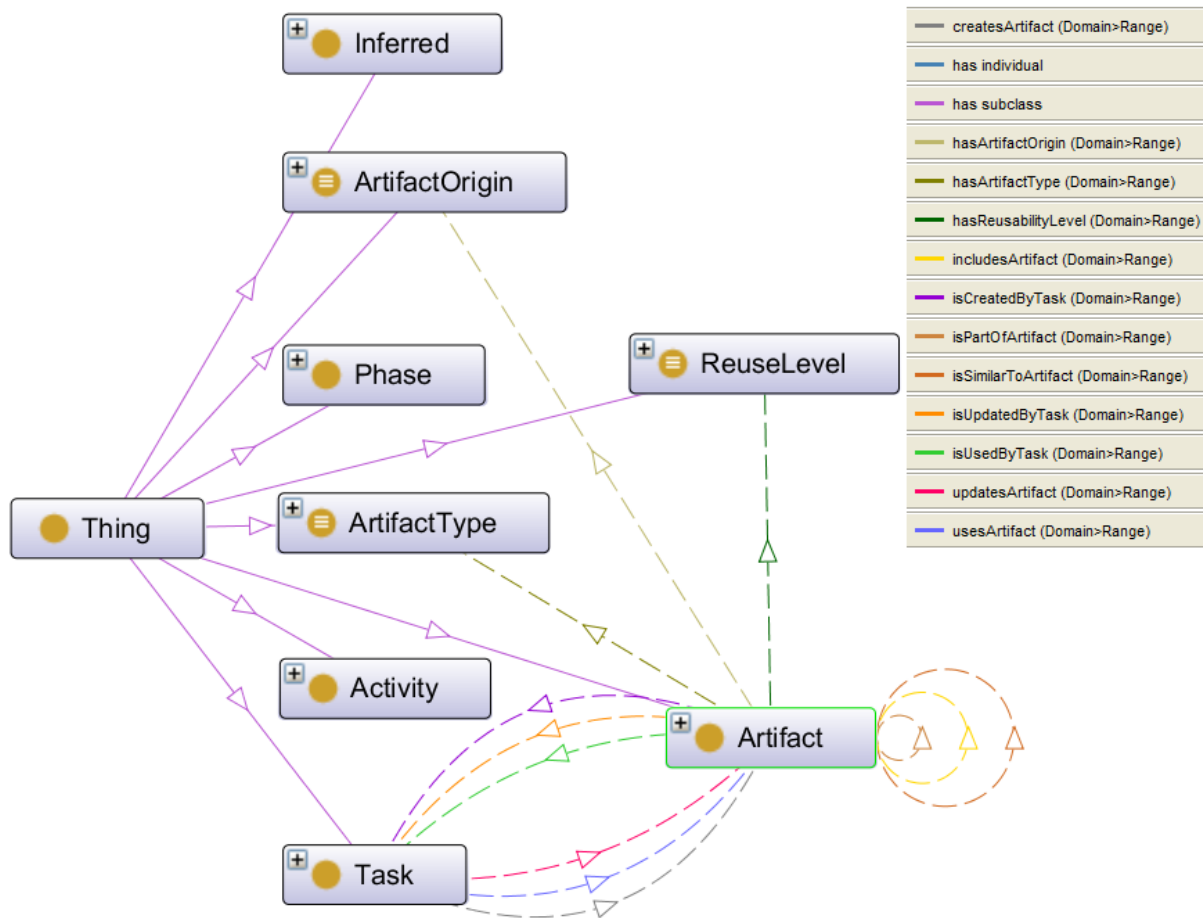 Inferred
ArtifactOrigin
Phase
ReuseLevel
Thing
ArtifactType
Activity
Artifact
Task
createsArtifact (Domain>Range)
has individual
has subclass
hasArtifactOrigin (Domain>Range)
hasArtifactType (Domain>Range)
hasReusabilityLevel (Domain>Range)
includesArtifact (Domain>Range)
isCreatedByTask (Domain>Range)
isPartOfArtifact (Domain>Range)
isSimilarToArtifact (Domain>Range)
isUpdatedByTask (Domain>Range)
isUsedByTask (Domain>Range)
updatesArtifact (Domain>Range)
usesArtifact (Domain>Range)